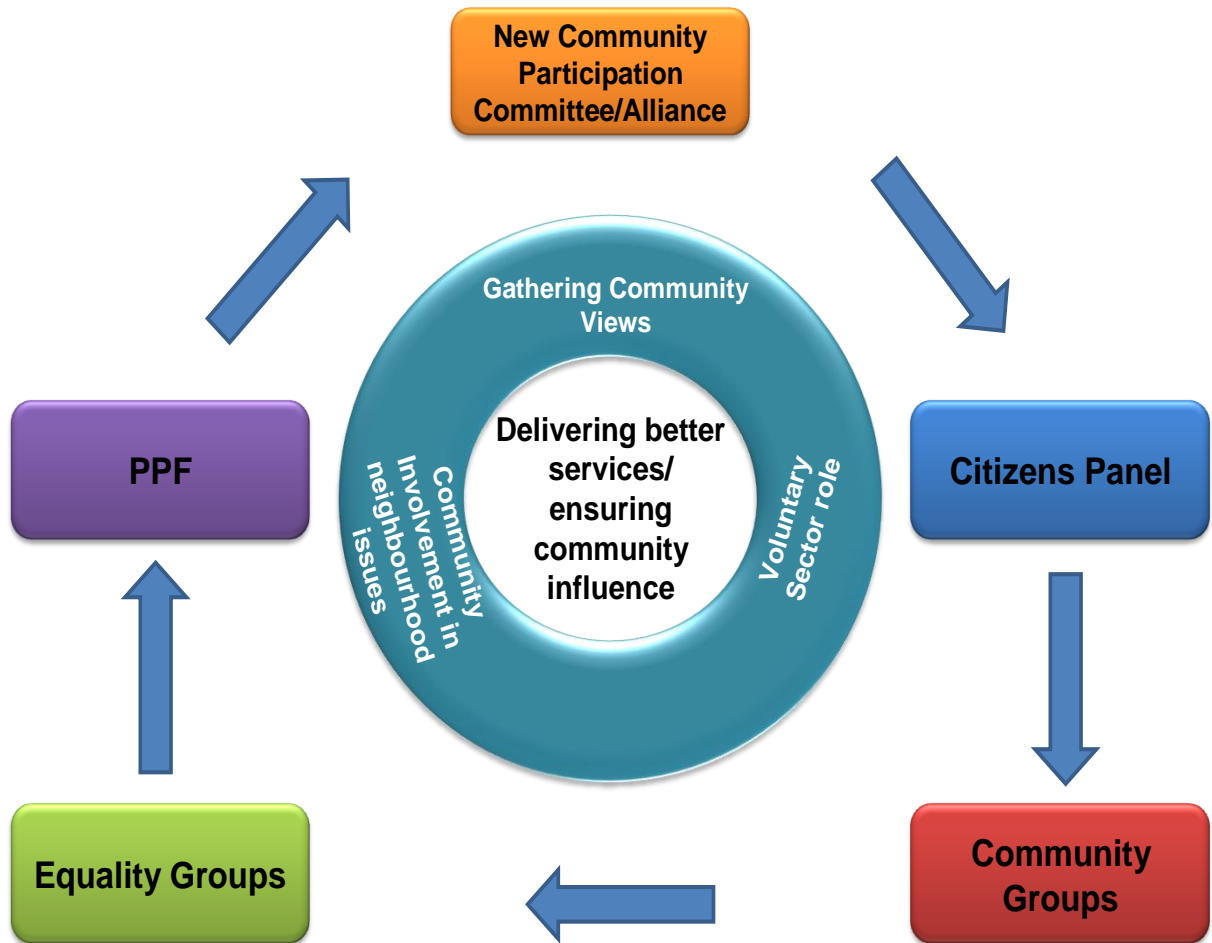 New Community
Participation
Committee/Alliance
Gathering Community
Views
Delivering better
services/
ensuring
community
influence
Voluntary
Sector role
Community
Involvement in
neighbourhood
issues
PPF
Citizens Panel
Equality Groups
Community
Groups